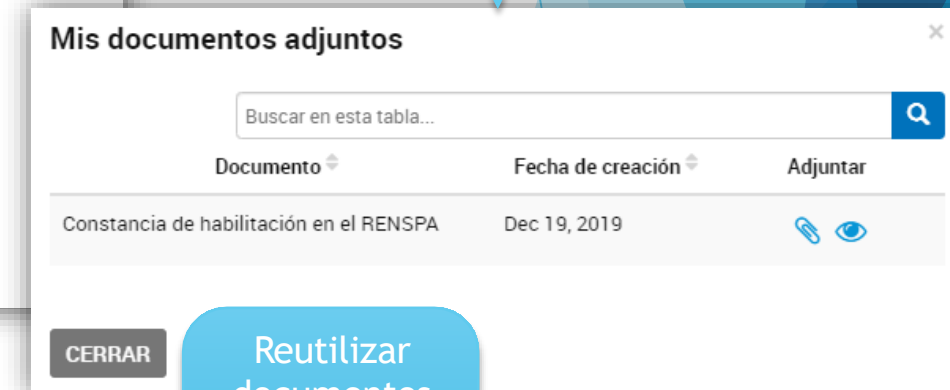 Mis documentos adjuntos
×
Buscar en esta tabla...
Documento Fecha de creación Adjuntar
Constancia de habilitación en el RENSPA Dec 19, 2019
CERRAR
Reutilizar
documentos